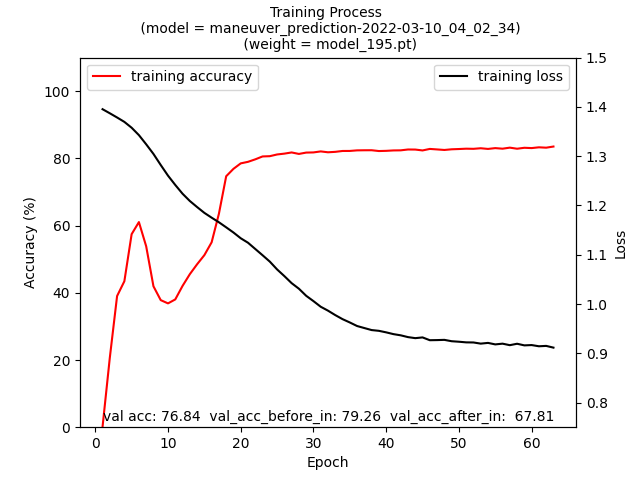 Training Process
(model = maneuver_prediction-2022-03-10_04_02_34)
(weight = model_195.pt)
training accuracy
training loss
100
80
60
40
20
0
Accuracy (%)
1.5
1.4
1.3
1.2
1.1
1.0
0.9
0.8
Loss
val acc: 76.84  val_acc_before_in: 79.26  val_acc_after_in:  67.81
0 10 20 30 40 50 60
Epoch